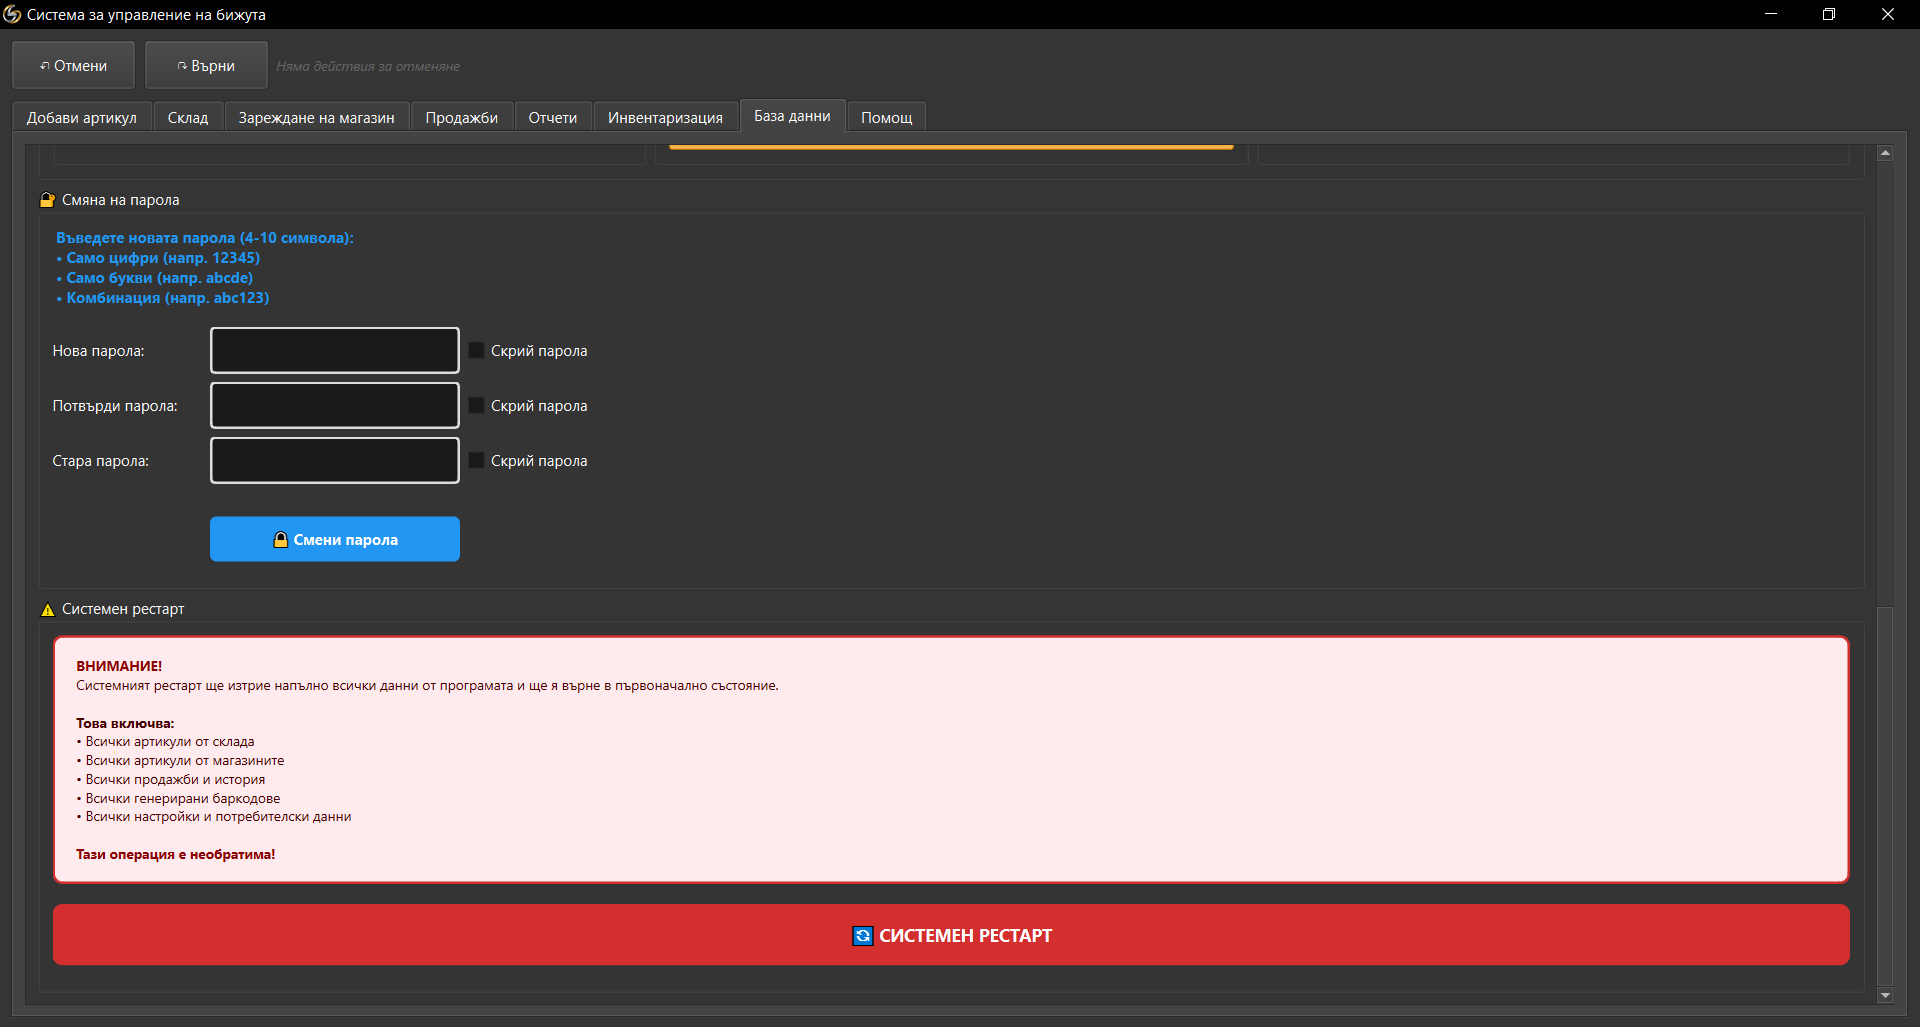 Система за управление на бижута
Отмени
Върни
Няма действия за отменяне
Добави артикул
Склад
Зареждане на магазин
Продажби
Отчети
Инвентаризация
База данни
Помощ
Смяна на парола
Въведете новата парола (4-10 символа):
• Само цифри (напр. 12345)
• Само букви (напр. abcde)
• Комбинация (напр. abc123)
Нова парола:
Скрий парола
Потвърди парола:
Скрий парола
Стара парола:
Скрий парола
Смени парола
Системен рестарт
ВНИМАНИЕ!
Системният рестарт ще изтрие напълно всички данни от програмата и ще я върне в първоначално състояние.
Това включва:
• Всички артикули от склада
• Всички артикули от магазините
• Всички продажби и история
• Всички генерирани баркодове
• Всички настройки и потребителски данни
Тази операция е необратима!
СИСТЕМЕН РЕСТАРТ